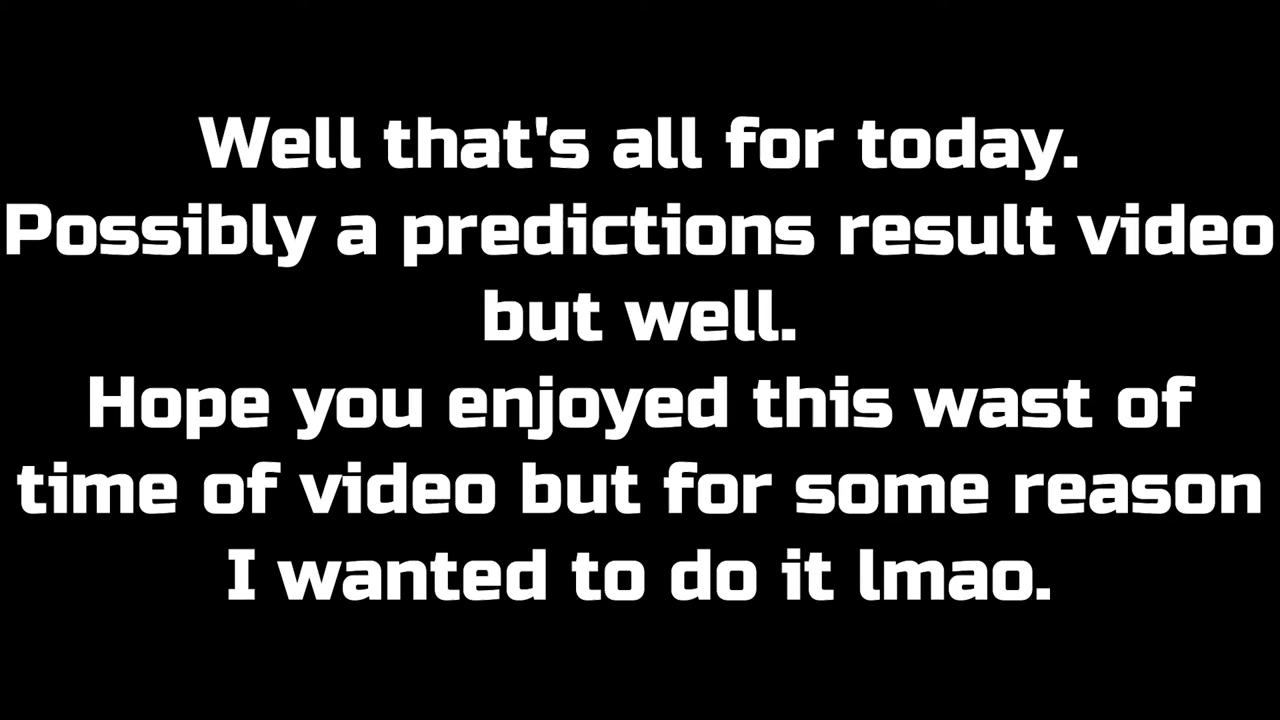 Well that's all for today.
Possibly a predictions result video
but well.
Hope you enjoyed this wast of
time of video but for some reason
I wanted to do it lmao.